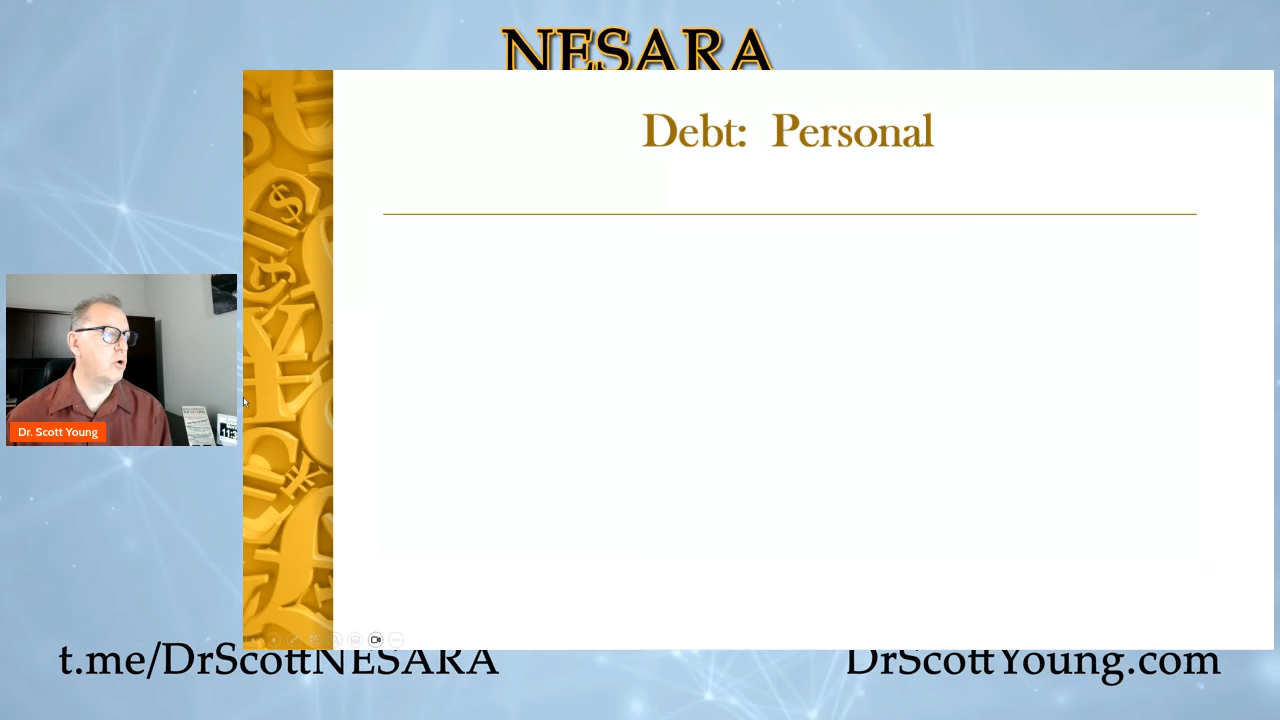 NESARA
Debt: Personal
Dr. Scott Young
t.me/DrScottNESARA
DrScottYoung.com